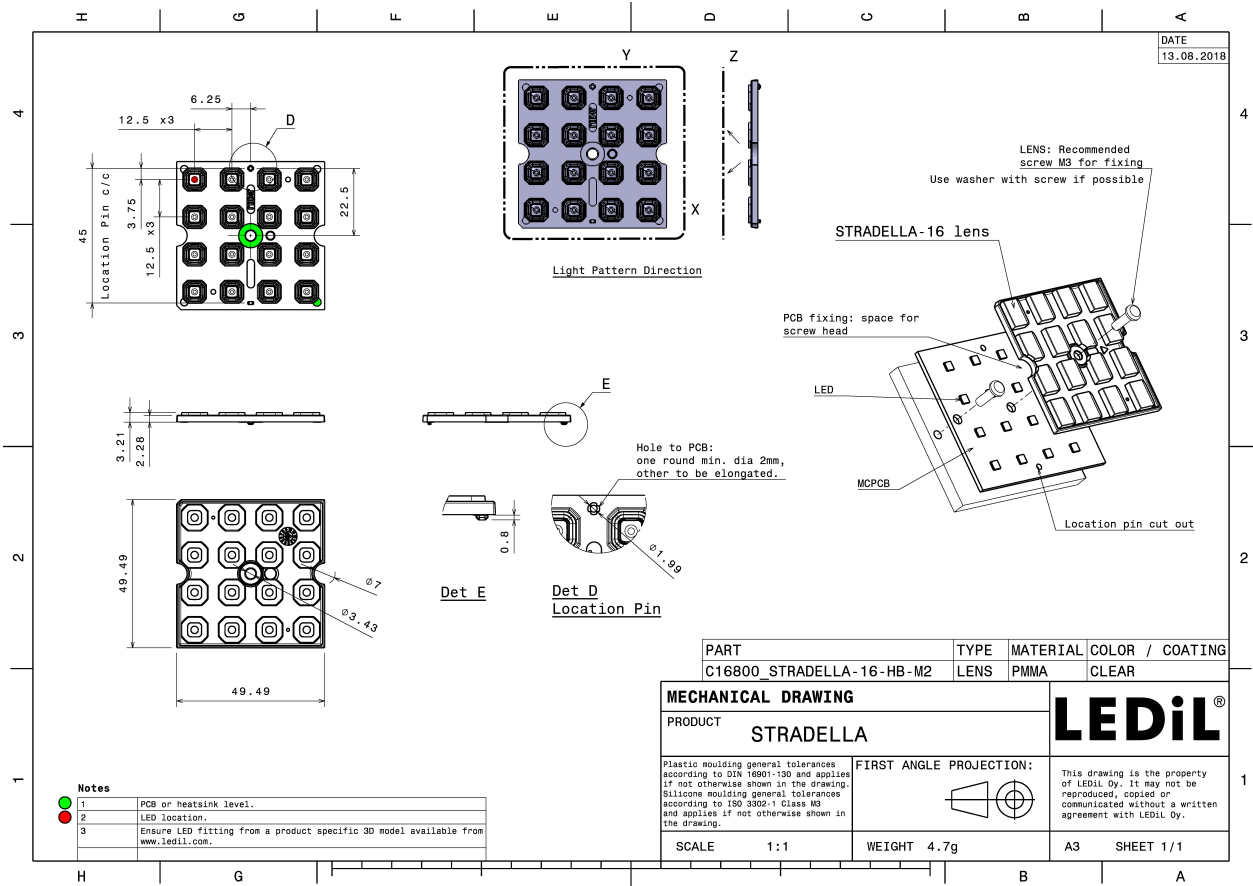 H G F E D C B A
DATE
13.08.2018
4
4
6.25
12.5 x3
D
Location Pin c/c
45
3.75
12.5 x3
22.5
Y
Z
X
Light Pattern Direction
LENS: Recommended
screw M3 for fixing
Use washer with screw if possible
STRADELLA-16 lens
PCB fixing: space for
screw head
LED
MCPCB
Location pin cut out
3
3
3.21
2.28
E
Hole to PCB:
one round min. dia 2mm,
other to be elongated.
0.8
⌀1.99
Det E
Det D
Location Pin
2
2
49.49
⌀7
⌀3.43
49.49
PART TYPE MATERIAL COLOR / COATING
C16800_STRADELLA-16-HB-M2 LENS PMMA CLEAR
MECHANICAL DRAWING
PRODUCT
STRADELLA
LEDiL®
Plastic moulding general tolerances
according to DIN 16901-130 and applies
if not otherwise shown in the drawing.
Silicone moulding general tolerances
according to ISO 3302-1 Class M3
and applies if not otherwise shown in
the drawing.
FIRST ANGLE PROJECTION:
This drawing is the property
of LEDiL Oy. It may not be
reproduced, copied or
communicated without a written
agreement with LEDiL Oy.
SCALE 1:1
WEIGHT 4.7g
A3 SHEET 1/1
1
1
Notes
1 PCB or heatsink level.
2 LED location.
3 Ensure LED fitting from a product specific 3D model available from
www.ledil.com.
H G B A